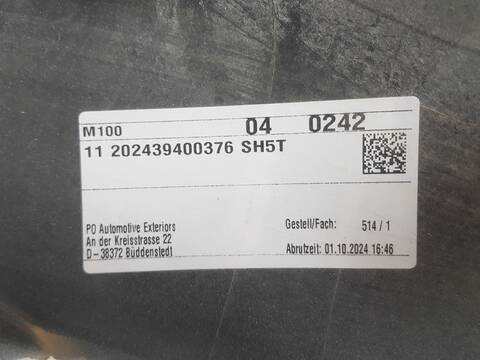 M100 04 0242
11 202439400376 SH5T
PO Automotive Exteriors
An der Kreisstrasse 22
D-38372 Büddenstedt
Gestell/Fach: 514/1
Abrutzeit: 01.10.2024 16:46